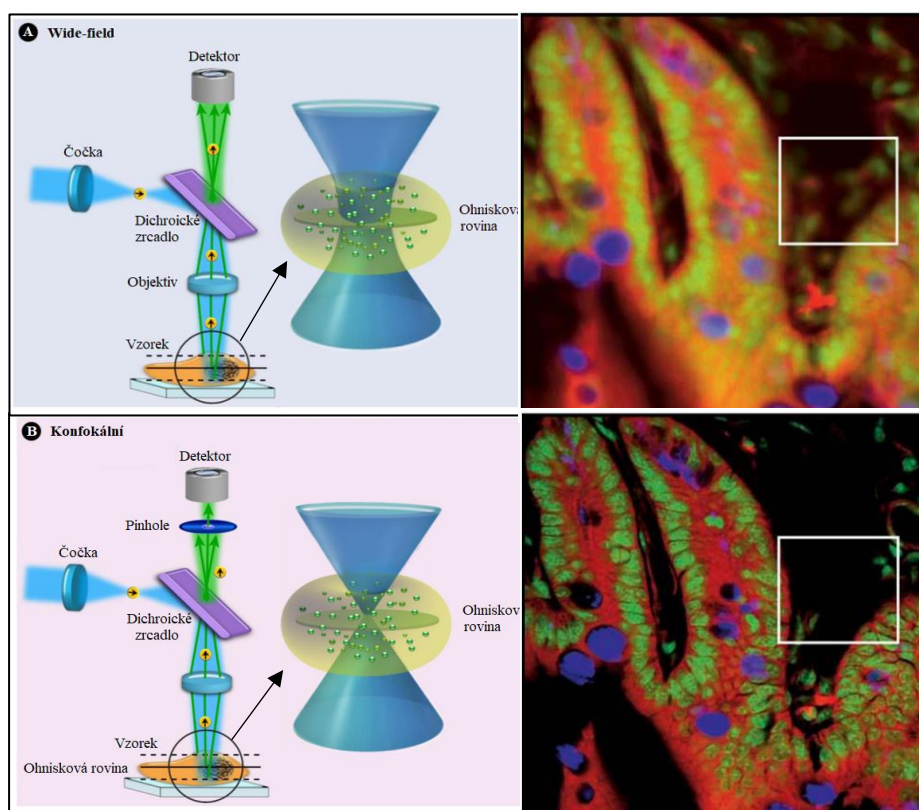 A Wide-field
Detektor
Čočka
Dichroické
zrcadlo
Ohnisková
rovina
Objektiv
Vzorek
B Konfokální
Detektor
Pinhole
Čočka
Dichroické
zrcadlo
Ohnisková
rovina
Vzorek
Ohnisková rovina